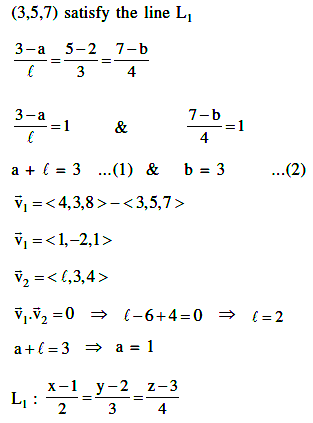 (3,5,7) satisfy the line L₁
(3−a)/ℓ = (5−2)/3 = (7−b)/4
(3−a)/ℓ = 1 & (7−b)/4 = 1
a + ℓ = 3 ...(1) & b = 3 ...(2)
v⃗₁ = <4,3,8> − <3,5,7>
v⃗₁ = <1,−2,1>
v⃗₂ = <ℓ,3,4>
v⃗₁.v⃗₂ = 0 ⇒ ℓ−6+4=0 ⇒ ℓ = 2
a+ℓ = 3 ⇒ a = 1
L₁ : (x−1)/2 = (y−2)/3 = (z−3)/4